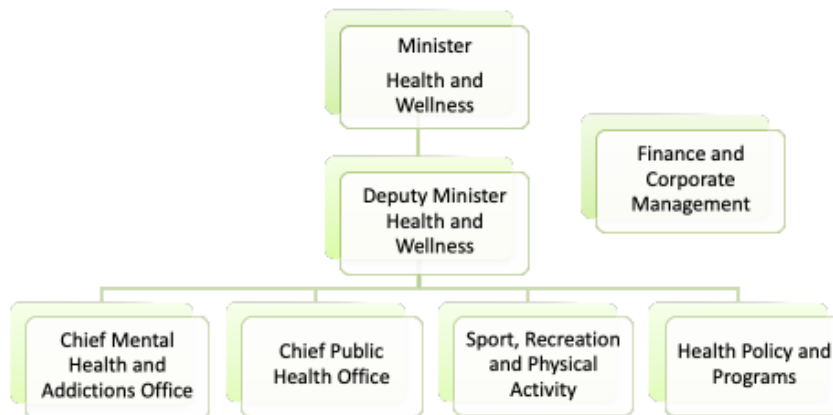 Minister
Health and
Wellness
Finance and
Corporate
Management
Deputy Minister
Health and
Wellness
Chief Mental
Health and
Addictions Office
Chief Public
Health Office
Sport, Recreation
and Physical
Activity
Health Policy and
Programs